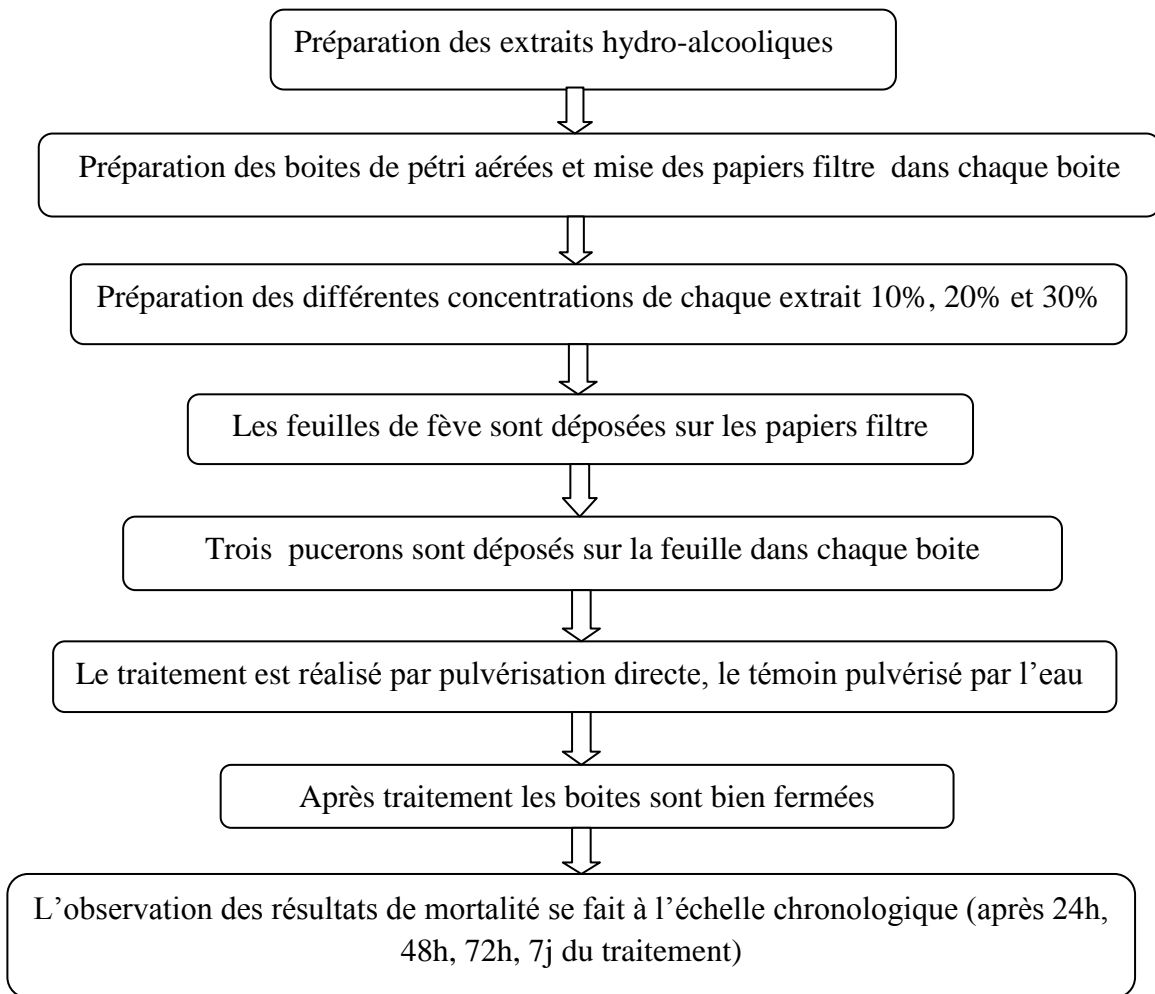 Préparation des extraits hydro-alcooliques
Préparation des boites de pétri aérées et mise des papiers filtre dans chaque boite
Préparation des différentes concentrations de chaque extrait 10%, 20% et 30%
Les feuilles de fève sont déposées sur les papiers filtre
Trois pucerons sont déposés sur la feuille dans chaque boite
Le traitement est réalisé par pulvérisation directe, le témoin pulvérisé par l’eau
Après traitement les boites sont bien fermées
L’observation des résultats de mortalité se fait à l’échelle chronologique (après 24h,
48h, 72h, 7j du traitement)